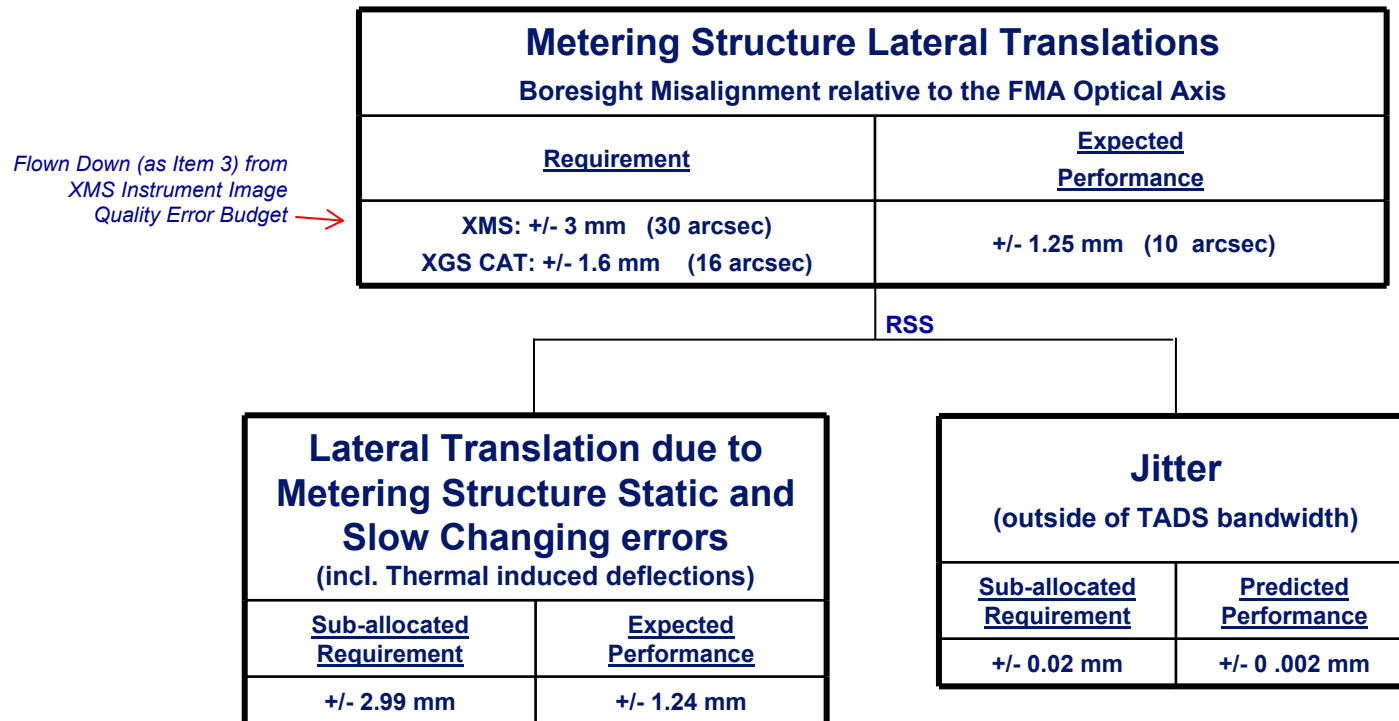 Metering Structure Lateral Translations
Boresight Misalignment relative to the FMA Optical Axis
Flown Down (as Item 3) from
XMS Instrument Image
Quality Error Budget
Requirement
Expected
Performance
XMS: +/- 3 mm (30 arcsec)
XGS CAT: +/- 1.6 mm (16 arcsec)
+/- 1.25 mm (10 arcsec)
RSS
Lateral Translation due to
Metering Structure Static and
Slow Changing errors
(incl. Thermal induced deflections)
Sub-allocated
Requirement
Expected
Performance
+/- 2.99 mm
+/- 1.24 mm
Jitter
(outside of TADS bandwidth)
Sub-allocated
Requirement
Predicted
Performance
+/- 0.02 mm
+/- 0 .002 mm